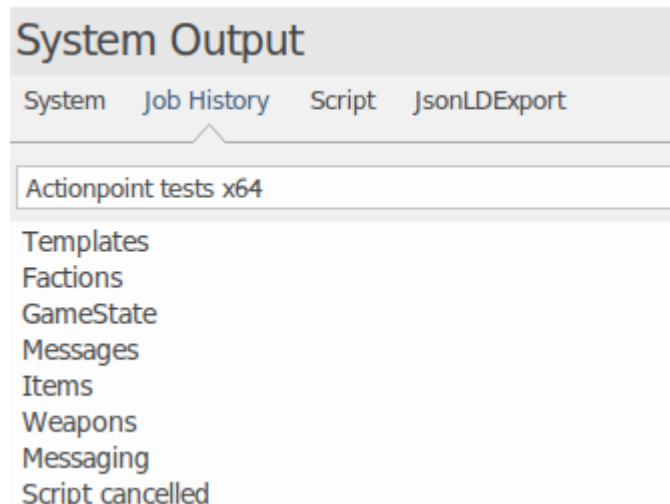 System Output
System Job History Script JsonLDExport
Actionpoint tests x64
Templates
Factions
GameState
Messages
Items
Weapons
Messaging
Script cancelled